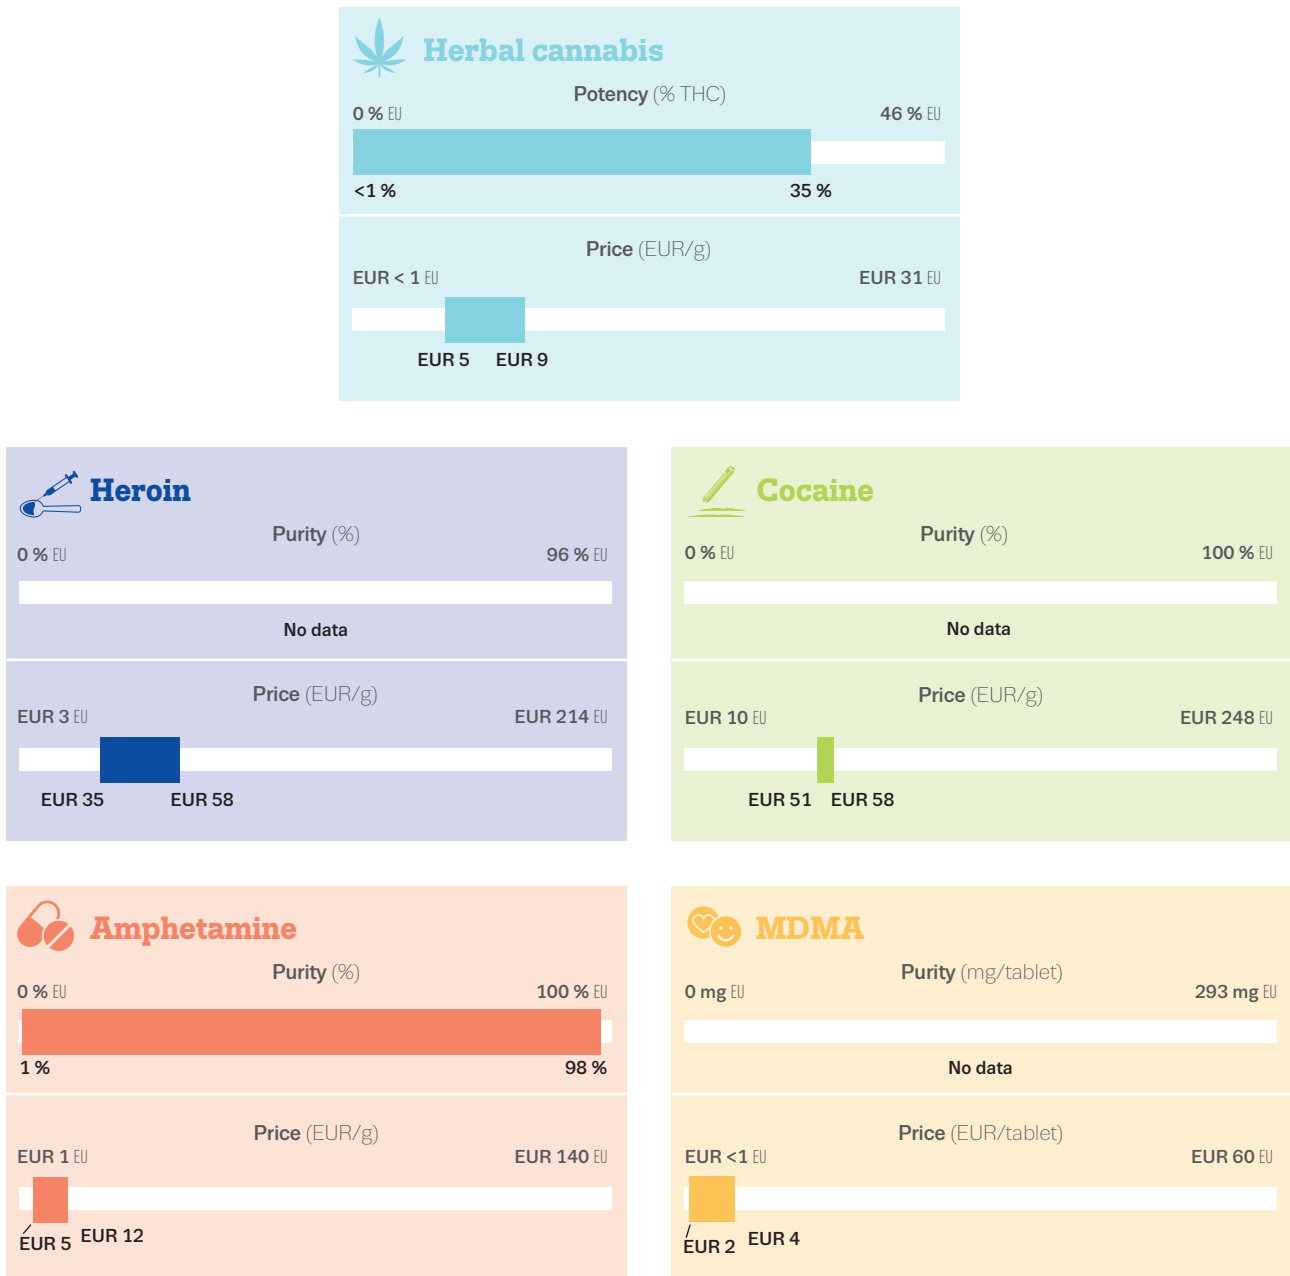 Herbal cannabis
Potency (% THC)
0 % EU
46 % EU
<1 %
35 %
Price (EUR/g)
EUR < 1 EU
EUR 31 EU
EUR 5
EUR 9
Heroin
Purity (%)
0 % EU
96 % EU
No data
Price (EUR/g)
EUR 3 EU
EUR 214 EU
EUR 35
EUR 58
Cocaine
Purity (%)
0 % EU
100 % EU
No data
Price (EUR/g)
EUR 10 EU
EUR 248 EU
EUR 51
EUR 58
Amphetamine
Purity (%)
0 % EU
100 % EU
1 %
98 %
Price (EUR/g)
EUR 1 EU
EUR 140 EU
EUR 5
EUR 12
MDMA
Purity (mg/tablet)
0 mg EU
293 mg EU
No data
Price (EUR/tablet)
EUR <1 EU
EUR 60 EU
EUR 2
EUR 4